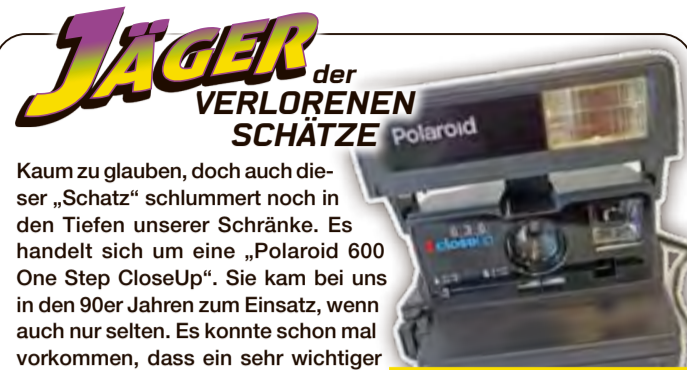 JÄGER
der
VERLORENEN
SCHÄTZE
Polaroid
Kaum zu glauben, doch auch die-
ser „Schatz“ schlummert noch in
den Tiefen unserer Schränke. Es
handelt sich um eine „Polaroid 600
One Step CloseUp“. Sie kam bei uns
in den 90er Jahren zum Einsatz, wenn
auch nur selten. Es konnte schon mal
vorkommen, dass ein sehr wichtiger
closeup